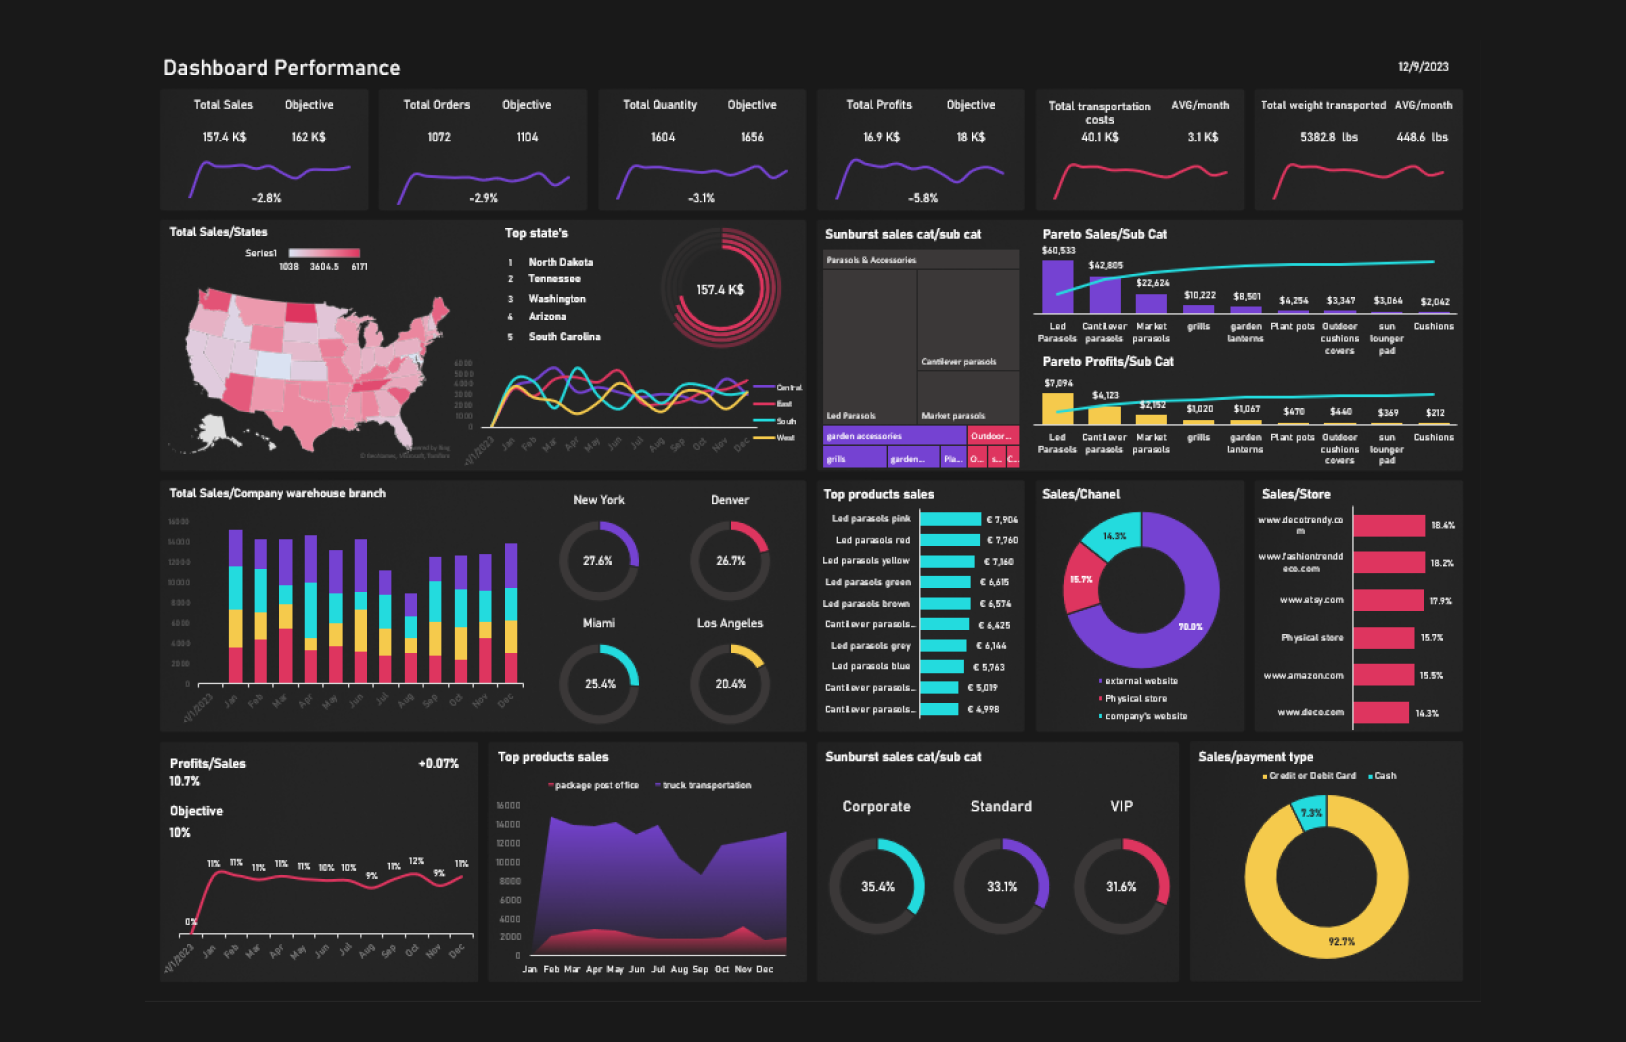 Dashboard Performance
12/9/2023
Total Sales Objective
157.4 K$ 162 K$
-2.8%
Total Orders Objective
1072 1104
-2.9%
Total Quantity Objective
1604 1656
-3.1%
Total Profits Objective
16.9 K$ 18 K$
-5.8%
Total transportation costs AVG/month
40.1 K$ 3.1 K$
Total weight transported AVG/month
5382.8 lbs 448.6 lbs
Total Sales/States
Series1
1038 3604.5 6171
Top state's
1 North Dakota
2 Tennessee
3 Washington
4 Arizona
5 South Carolina
157.4 K$
6000
5000
4000
3000
2000
1000
0
1/1/2023 Jan Feb Mar Apr May Jun Jul Aug Sep Oct Nov Dec
Central
East
South
West
Sunburst sales cat/sub cat
Parasols & Accessories
Led Parasols
Cantilever parasols
Market parasols
garden accessories
Outdoor...
grills
garden...
Pla...
O...
s...
C...
Pareto Sales/Sub Cat
$60,533 $42,805 $22,624 $10,222 $8,501 $4,254 $3,347 $3,064 $2,042
Led Parasols Cantilever parasols Market parasols grills garden lanterns Plant pots Outdoor cushions covers sun lounger pad Cushions
Pareto Profits/Sub Cat
$7,094 $4,123 $2,152 $1,020 $1,067 $470 $440 $369 $212
Led Parasols Cantilever parasols Market parasols grills garden lanterns Plant pots Outdoor cushions covers sun lounger pad Cushions
Total Sales/Company warehouse branch
16000
14000
12000
10000
8000
6000
4000
2000
0
1/1/2023 Jan Feb Mar Apr May Jun Jul Aug Sep Oct Nov Dec
New York
27.6%
Denver
26.7%
Miami
25.4%
Los Angeles
20.4%
Top products sales
Led parasols pink € 7,904
Led parasols red € 7,760
Led parasols yellow € 7,160
Led parasols green € 6,615
Led parasols brown € 6,574
Cantilever parasols... € 6,425
Led parasols grey € 6,144
Led parasols blue € 5,763
Cantilever parasols... € 5,019
Cantilever parasols... € 4,998
Sales/Chanel
14.3%
15.7%
70.0%
external website
Physical store
company's website
Sales/Store
www.decotrendy.co
m
18.4%
www.fashiontrendd
eco.com
18.2%
www.etsy.com 17.9%
Physical store 15.7%
www.amazon.com 15.5%
www.deco.com 14.3%
Profits/Sales +0.07%
10.7%
Objective
10%
0% 11% 11% 11% 11% 11% 10% 10% 9% 11% 12% 9% 11%
1/1/2023 Jan Feb Mar Apr May Jun Jul Aug Sep Oct Nov Dec
Top products sales
package post office truck transportation
16000
14000
12000
10000
8000
6000
4000
2000
0
Jan Feb Mar Apr May Jun Jul Aug Sep Oct Nov Dec
Sunburst sales cat/sub cat
Corporate
35.4%
Standard
33.1%
VIP
31.6%
Sales/payment type
Credit or Debit Card Cash
7.3%
92.7%